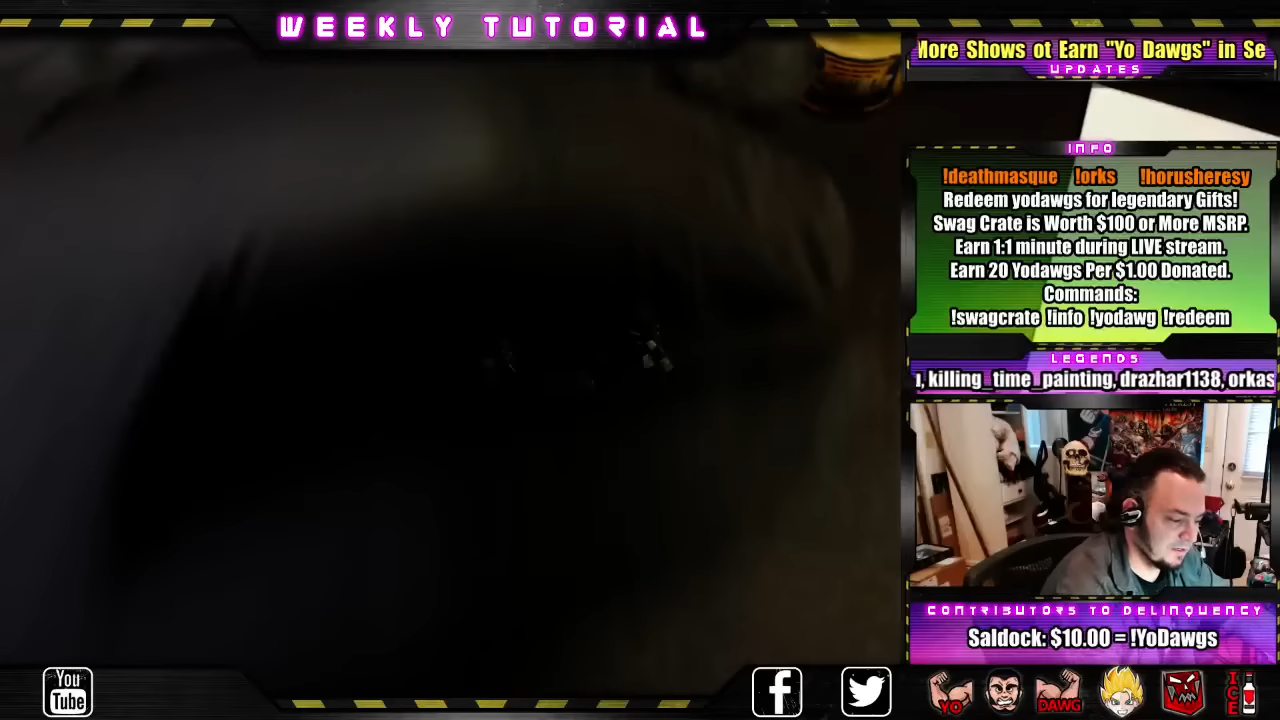 WEEKLY TUTORIAL
More Shows ot Earn "Yo Dawgs" in Se
UPDATES
INFO
!deathmasque !orks !horusheresy
Redeem yodawgs for legendary Gifts!
Swag Crate is Worth $100 or More MSRP.
Earn 1:1 minute during LIVE stream.
Earn 20 Yodawgs Per $1.00 Donated.
Commands:
!swagcrate !info !yodawg !redeem
LEGENDS
, killing_time_painting, drazhar1138, orkas
CONTRIBUTORS TO DELINQUENCY
Saldock: $10.00 = !YoDawgs
You
Tube
f
YO
DAWG
ICE